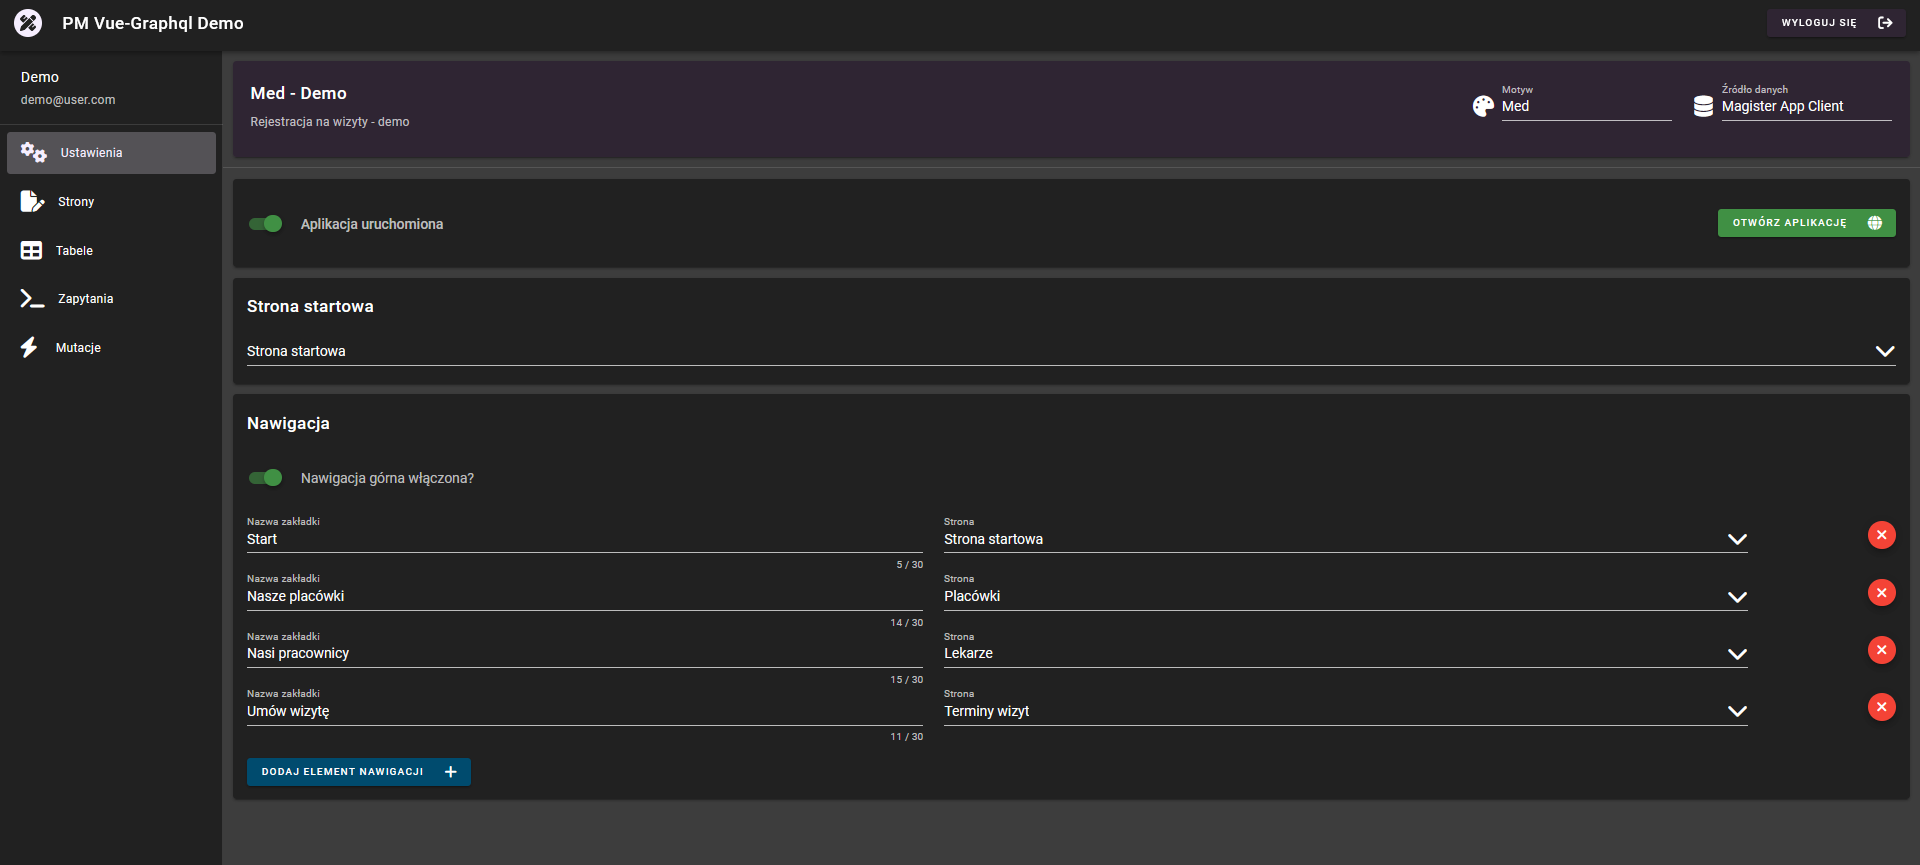 PM Vue-Graphql Demo
WYLOGUJ SIĘ
Demo
demo@user.com
Ustawienia
Strony
Tabele
Zapytania
Mutacje
Med - Demo
Rejestracja na wizyty - demo
Motyw
Med
Źródło danych
Magister App Client
Aplikacja uruchomiona
OTWÓRZ APLIKACJĘ
Strona startowa
Strona startowa
Nawigacja
Nawigacja górna włączona?
Nazwa zakładki
Start
5 / 30
Strona
Strona startowa
Nazwa zakładki
Nasze placówki
14 / 30
Strona
Placówki
Nazwa zakładki
Nasi pracownicy
15 / 30
Strona
Lekarze
Nazwa zakładki
Umów wizytę
11 / 30
Strona
Terminy wizyt
DODAJ ELEMENT NAWIGACJI